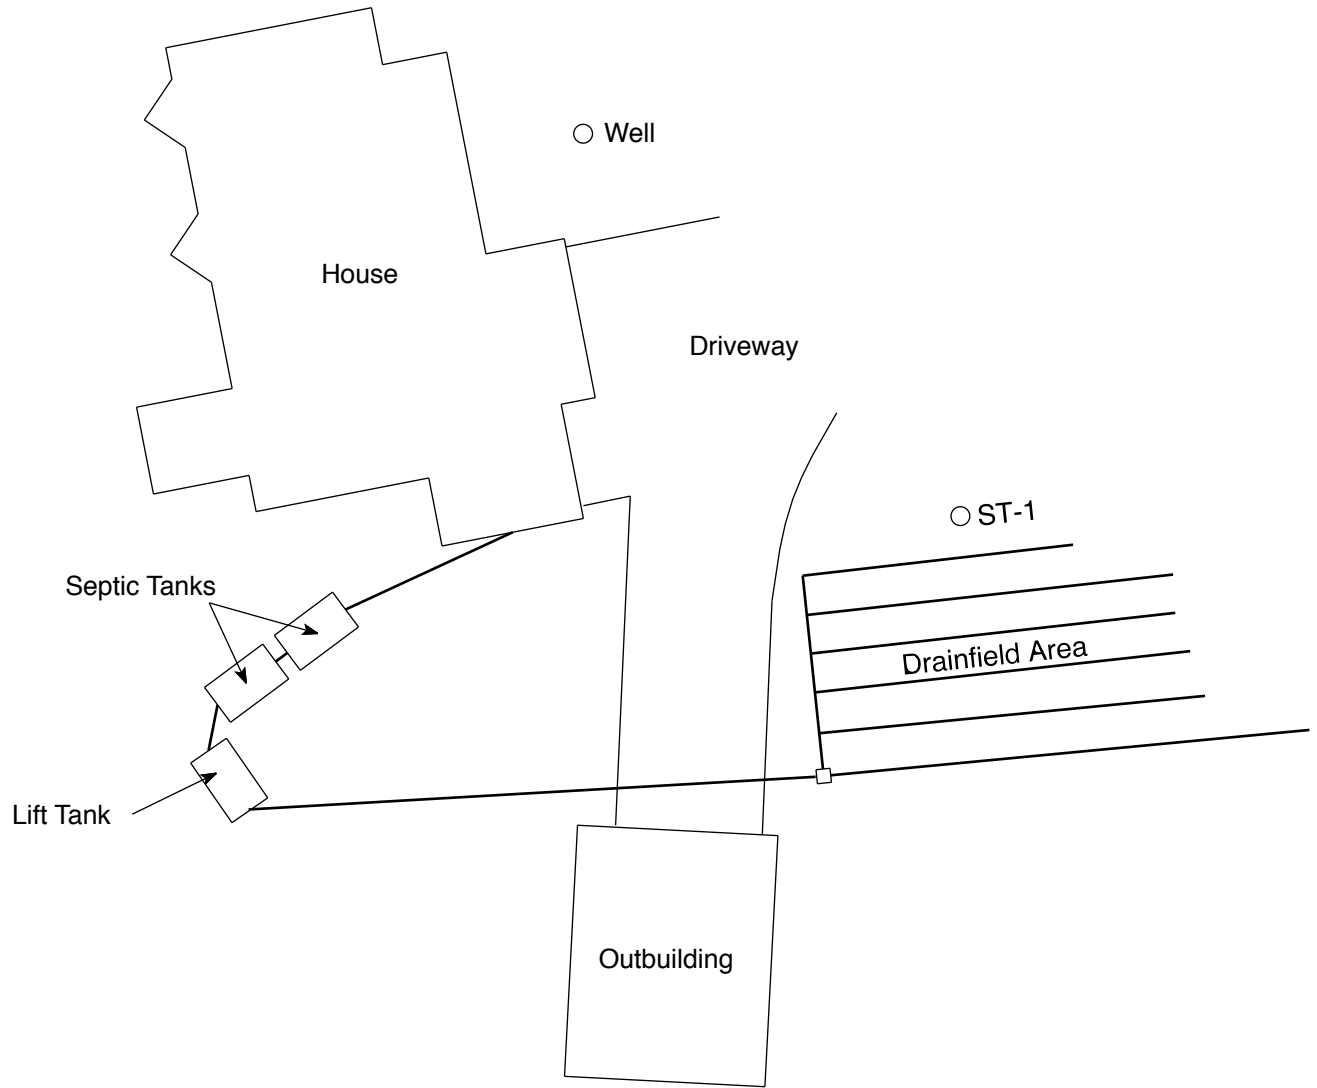 Well
House
Driveway
ST-1
Septic Tanks
Drainfield Area
Lift Tank
Outbuilding